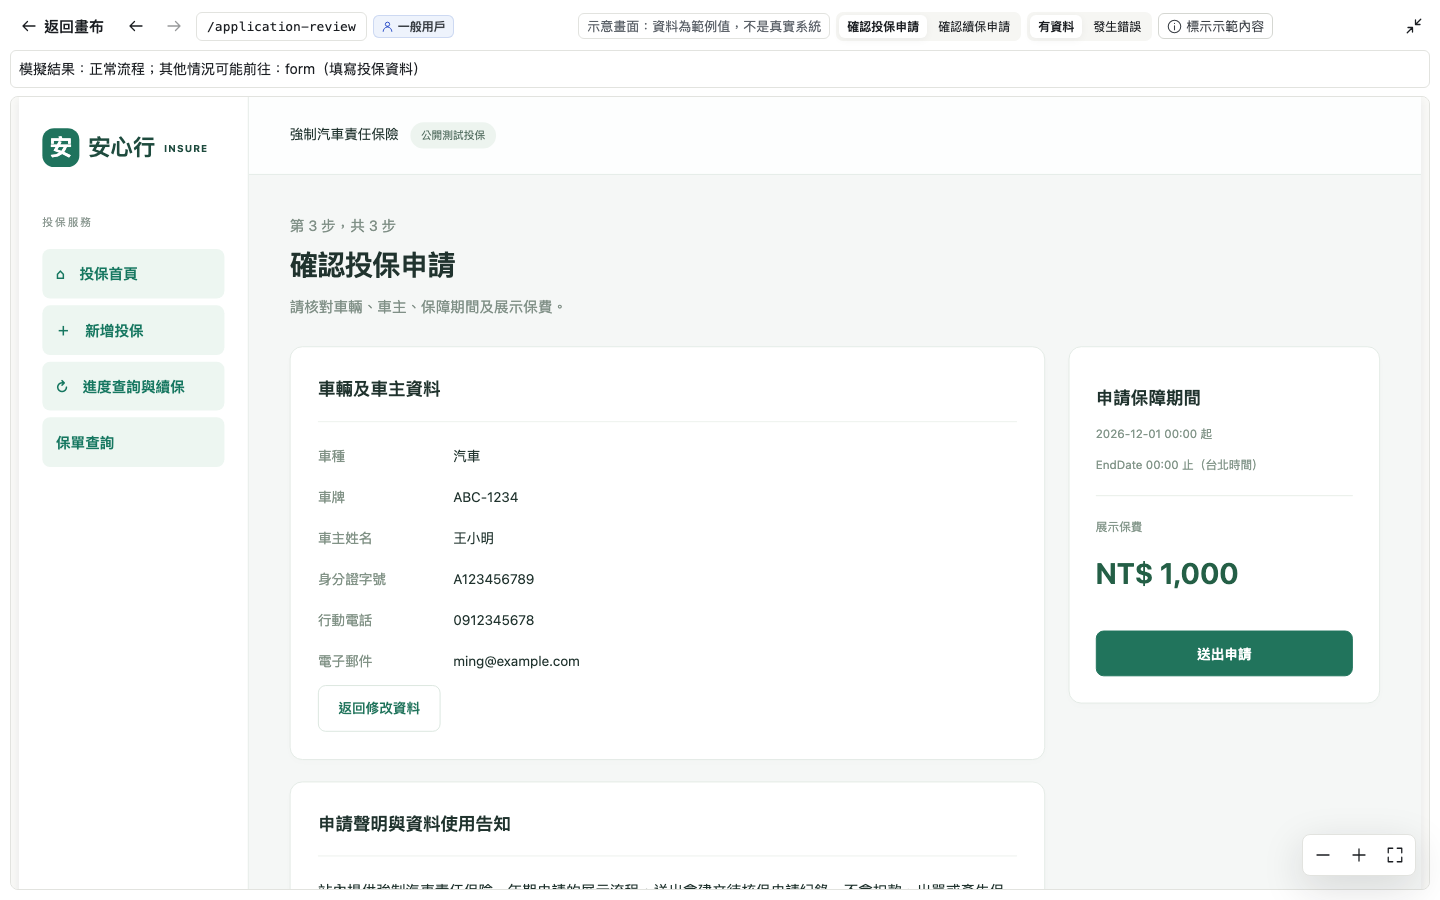 返回畫布
/application-review
一般用戶
示意畫面：資料為範例值，不是真實系統
確認投保申請
確認續保申請
有資料
發生錯誤
標示示範內容
模擬結果：正常流程；其他情況可能前往：form（填寫投保資料）
安 安心行 INSURE
強制汽車責任保險
公開測試投保
投保服務
投保首頁
新增投保
進度查詢與續保
保單查詢
第 3 步，共 3 步
確認投保申請
請核對車輛、車主、保障期間及展示保費。
車輛及車主資料
車種 汽車
車牌 ABC-1234
車主姓名 王小明
身分證字號 A123456789
行動電話 0912345678
電子郵件 ming@example.com
返回修改資料
申請保障期間
2026-12-01 00:00 起
EndDate 00:00 止（台北時間）
展示保費
NT$ 1,000
送出申請
申請聲明與資料使用告知